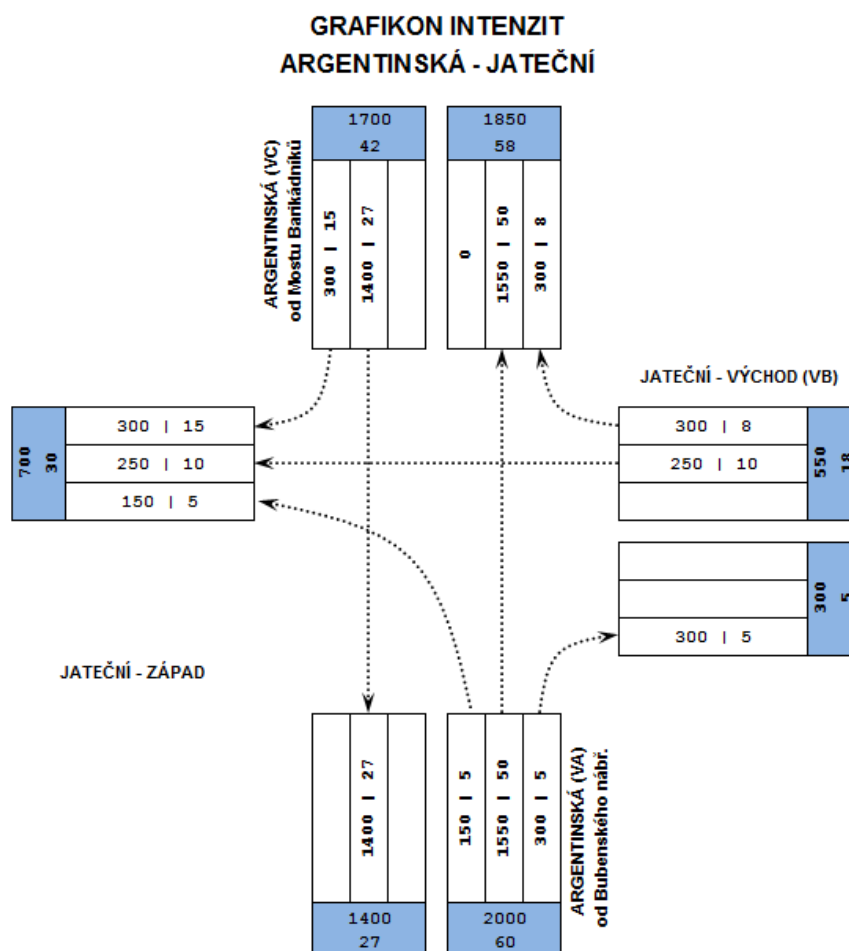 GRAFIKON INTENZIT
ARGENTINSKÁ - JATEČNÍ
ARGENTINSKÁ (VC)
od Mostu Barikádníků
1700
42
300 | 15
1400 | 27
1850
58
0
1550 | 50
300 | 8
JATEČNÍ - VÝCHOD (VB)
700
30
300 | 15
250 | 10
150 | 5
300 | 8
250 | 10
550
18
300 | 5
300
5
JATEČNÍ - ZÁPAD
1400 | 27
1400
27
150 | 5
1550 | 50
300 | 5
2000
60
ARGENTINSKÁ (VA)
od Bubenského nábř.